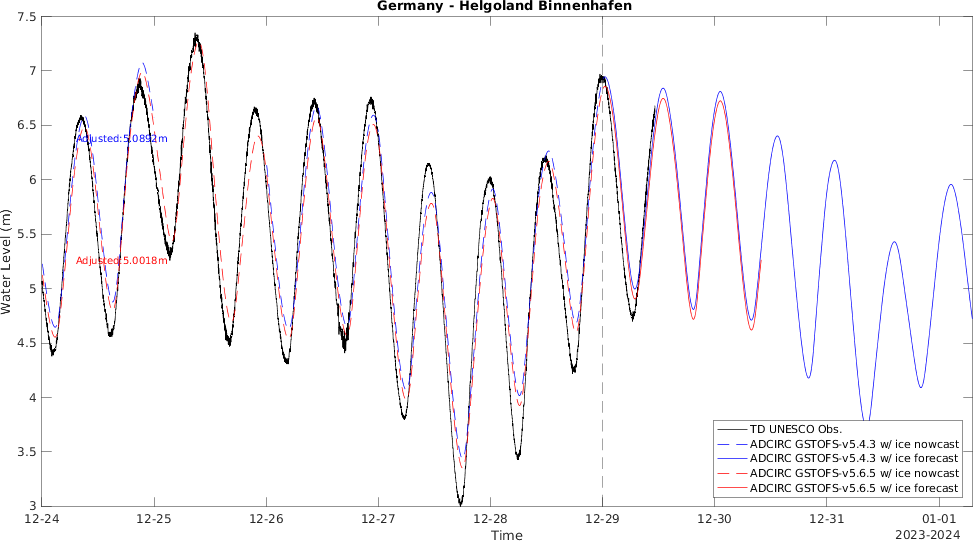 Germany - Helgoland Binnenhafen
7.5
7
6.5
6
5.5
5
4.5
4
3.5
3
Water Level (m)
Adjusted:5.0892m
Adjusted:5.0018m
TD UNESCO Obs.
ADCIRC GSTOFS-v5.4.3 w/ ice nowcast
ADCIRC GSTOFS-v5.4.3 w/ ice forecast
ADCIRC GSTOFS-v5.6.5 w/ ice nowcast
ADCIRC GSTOFS-v5.6.5 w/ ice forecast
12-24 12-25 12-26 12-27 12-28 12-29 12-30 12-31 01-01
Time
2023-2024